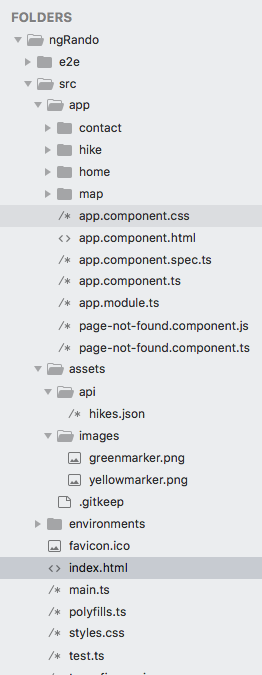 FOLDERS
ngRando
e2e
src
app
contact
hike
home
map
app.component.css
app.component.html
app.component.spec.ts
app.component.ts
app.module.ts
page-not-found.component.js
page-not-found.component.ts
assets
api
hikes.json
images
greenmarker.png
yellowmarker.png
.gitkeep
environments
favicon.ico
index.html
main.ts
polyfills.ts
styles.css
test.ts